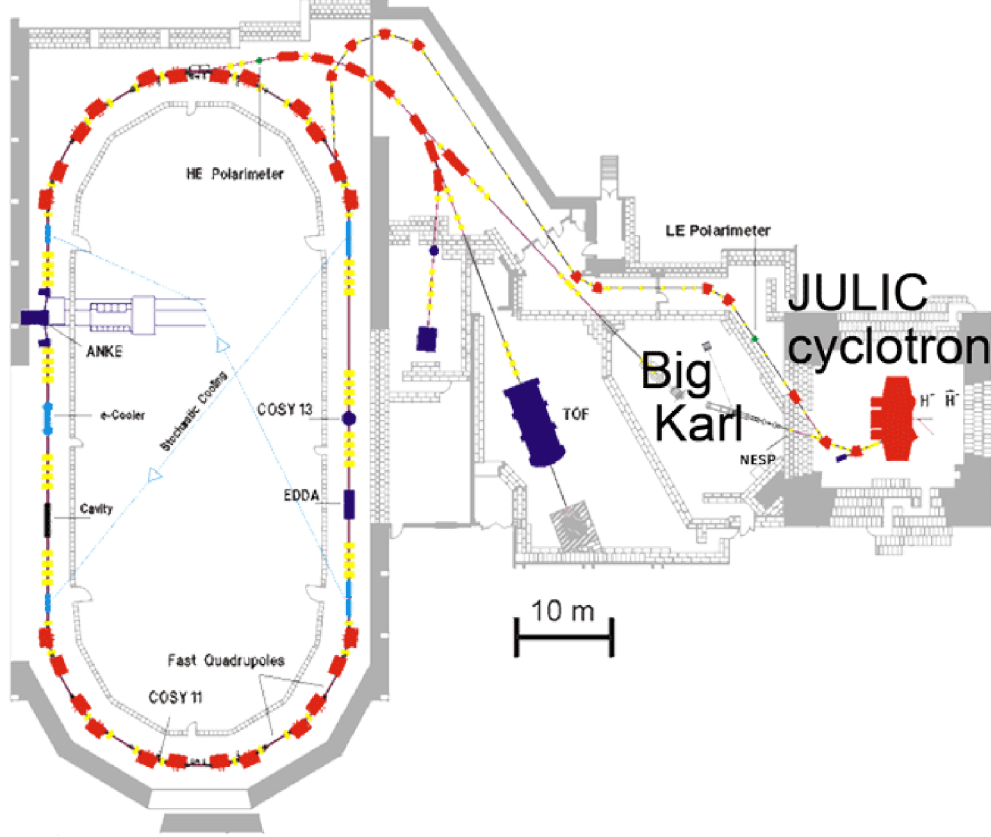 HE Polarimeter
LE Polarimeter
JULIC
cyclotron
ANKE
Big
Karl
H⁻ H⁻
Stochastic Cooling
e-Cooler
COSY 13
TOF
NESP
EDDA
Cavity
10 m
Fast Quadrupoles
COSY 11